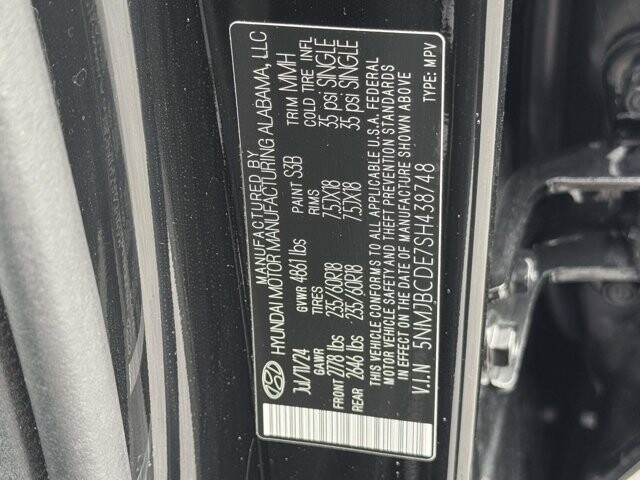 MANUFACTURED BY
HYUNDAI MOTOR MANUFACTURING ALABAMA, LLC
Jul/11/24 GVWR 4861 lbs PAINT S3B TRIM MMH
GAWR TIRES RIMS COLD TIRE INFL
FRONT 2778 lbs 235/60R18 7.5JX18 35 psi SINGLE
REAR 2646 lbs 235/60R18 7.5JX18 35 psi SINGLE
THIS VEHICLE CONFORMS TO ALL APPLICABLE U.S.A. FEDERAL
MOTOR VEHICLE SAFETY AND THEFT PREVENTION STANDARDS
IN EFFECT ON THE DATE OF MANUFACTURE SHOWN ABOVE
V.I.N 5NMJBCDE7SH438748 TYPE: MPV